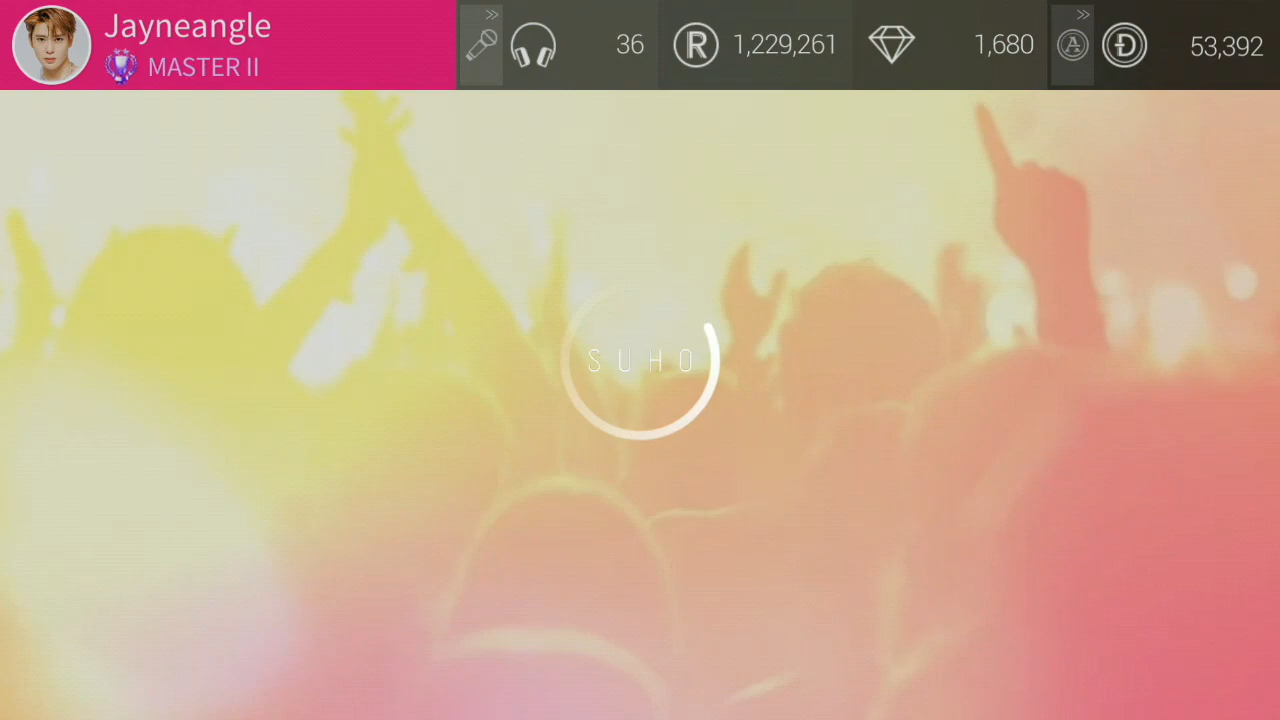 Jayneangle
MASTER II
36
R
1,229,261
1,680
A
D
53,392
SUHO